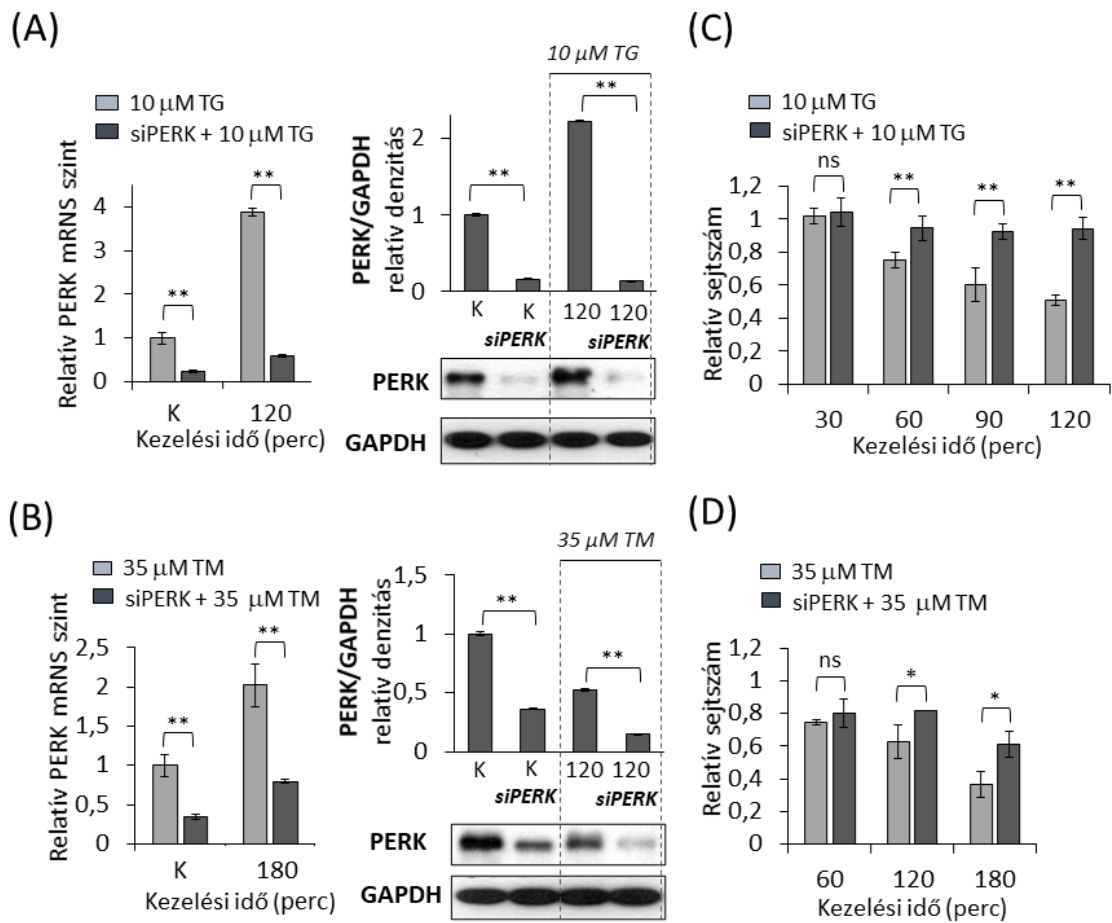 (A)
10 µM TG
siPERK + 10 µM TG
Relatív PERK mRNS szint
4
3
2
1
0
**
**
K
120
Kezelési idő (perc)
10 µM TG
PERK/GAPDH
relatív denzitás
2
1
0
**
**
K
K
120
120
siPERK
siPERK
PERK
GAPDH
(C)
10 µM TG
siPERK + 10 µM TG
Relatív sejtszám
1,2
1
0,8
0,6
0,4
0,2
0
ns
**
**
**
30
60
90
120
Kezelési idő (perc)
(B)
35 µM TM
siPERK + 35 µM TM
Relatív PERK mRNS szint
2,5
2
1,5
1
0,5
0
**
**
K
180
Kezelési idő (perc)
35 µM TM
PERK/GAPDH
relatív denzitás
1,5
1
0,5
0
**
**
K
K
120
120
siPERK
siPERK
PERK
GAPDH
(D)
35 µM TM
siPERK + 35 µM TM
Relatív sejtszám
1,2
1
0,8
0,6
0,4
0,2
0
ns
*
*
60
120
180
Kezelési idő (perc)